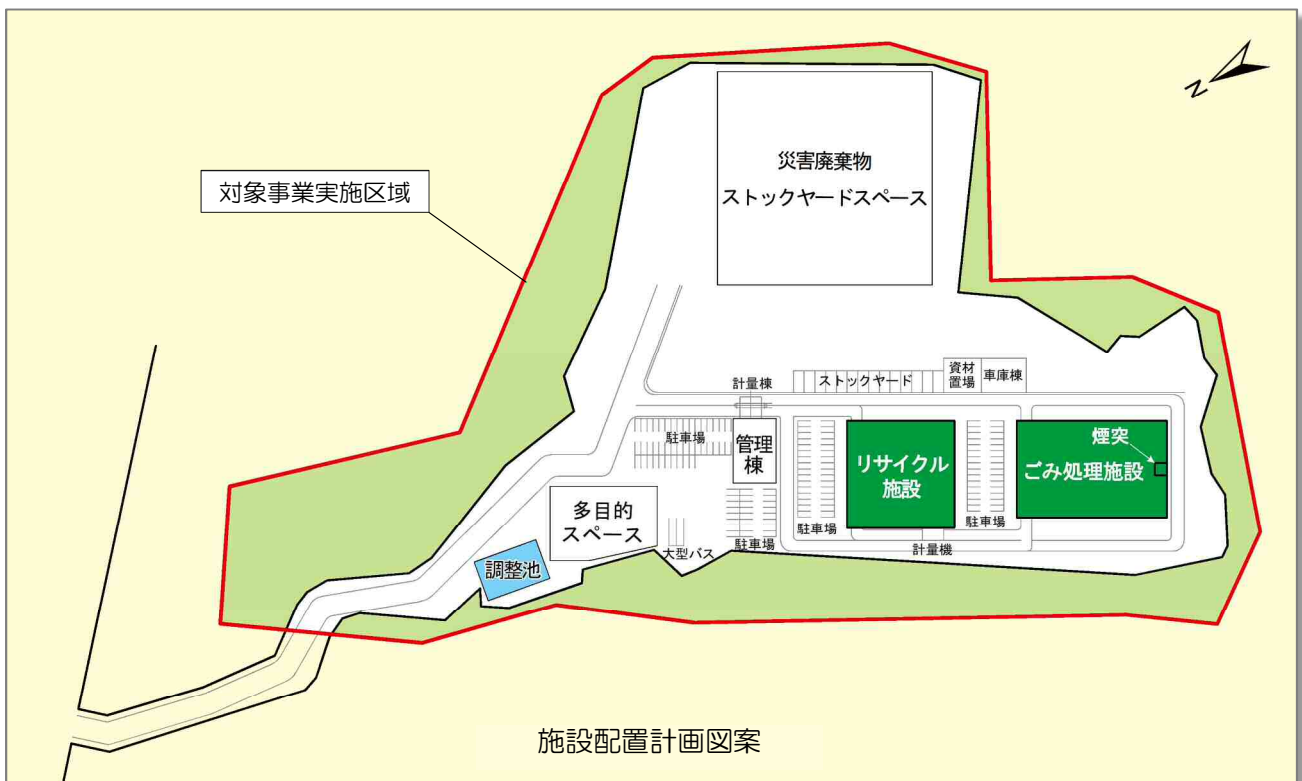 N
対象事業実施区域
災害廃棄物
ストックヤードスペース
計量棟
ストックヤード
資材
置場
車庫棟
駐車場
管理
棟
リサイクル
施設
煙突
ごみ処理施設
多目的
スペース
大型バス
駐車場
駐車場
計量機
駐車場
調整池
施設配置計画図案